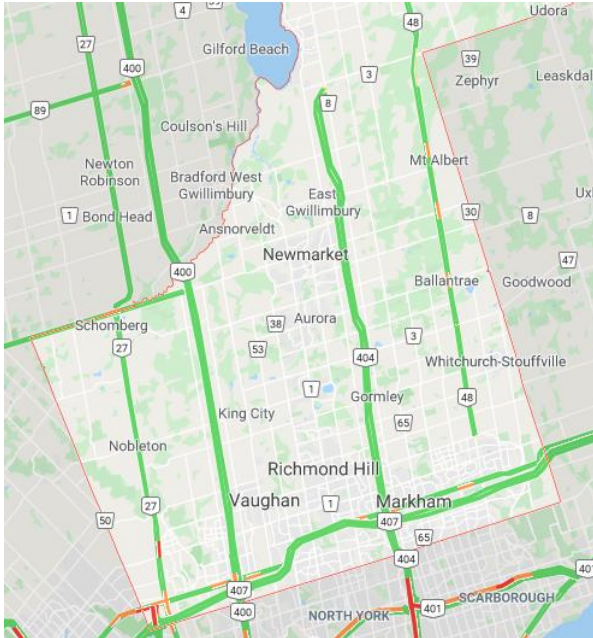 Udora
4
48
27
Gilford Beach
39
400
3
Zephyr
Leaskdal
8
89
Coulson's Hill
Newton
Robinson
Mt Albert
Bradford West
Gwillimbury
East
Gwillimbury
Ux
1
Bond Head
30
8
Ansnorveldt
Newmarket
47
400
Ballantrae
Goodwood
Schomberg
38
Aurora
27
53
3
404
Whitchurch-Stouffville
1
Gormley
48
King City
65
Nobleton
Richmond Hill
27
Vaughan
1
Markham
50
407
65
404
407
401
400
NORTH YORK
401
SCARBOROUGH